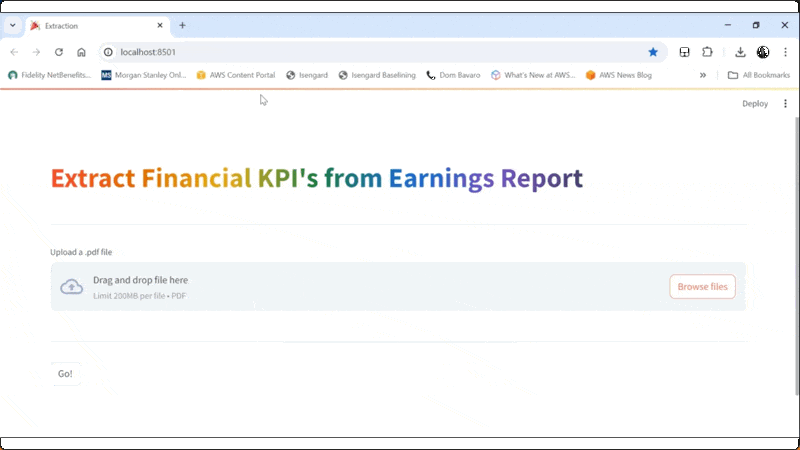 Extraction
localhost:8501
Fidelity NetBenefits...
MS Morgan Stanley Onl...
AWS Content Portal
Isengard
Isengard Baselining
Dom Bavaro
What's New at AWS...
AWS News Blog
All Bookmarks
Deploy
Extract Financial KPI's from Earnings Report
Upload a .pdf file
Drag and drop file here
Limit 200MB per file • PDF
Browse files
Go!